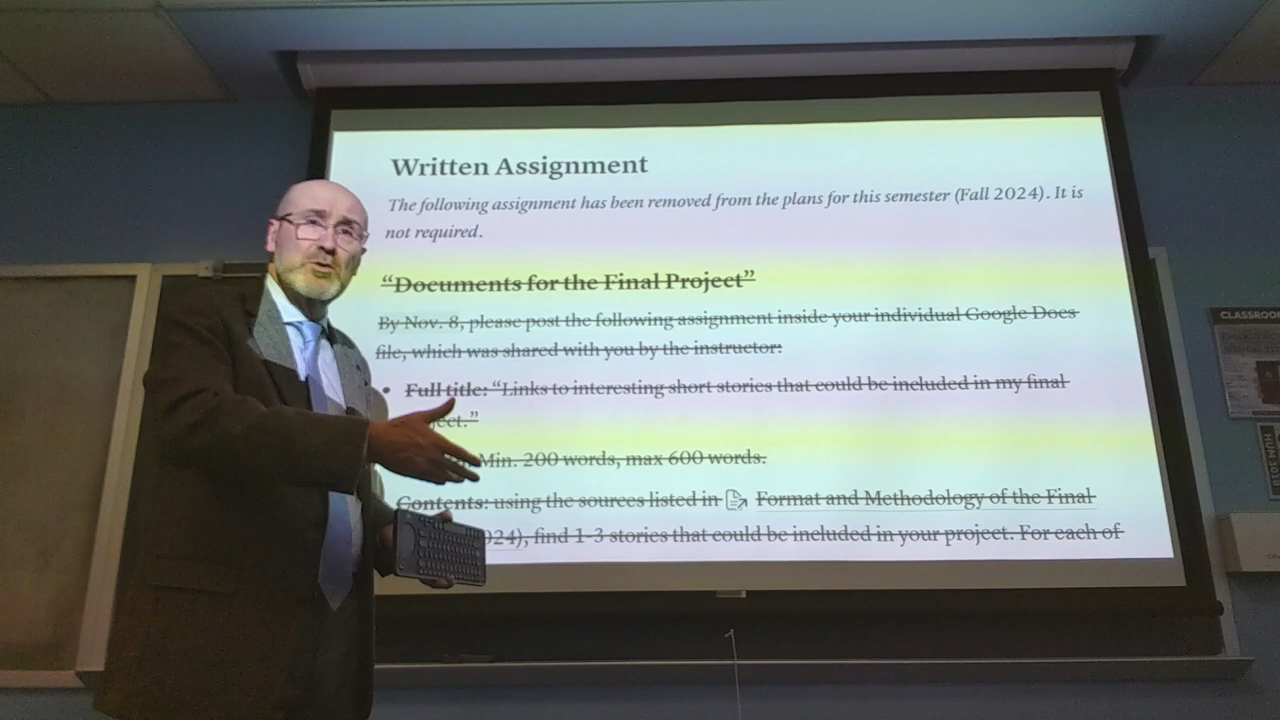 Written Assignment
The following assignment has been removed from the plans for this semester (Fall 2024). It is
not required.
“Documents for the Final Project”
By Nov. 8, please post the following assignment inside your individual Google Docs
file, which was shared with you by the instructor:
• Full title: “Links to interesting short stories that could be included in my final
ect.”
Min. 200 words, max 600 words.
Contents: using the sources listed in Format and Methodology of the Final
024), find 1-3 stories that could be included in your project. For each of
CLASSROO